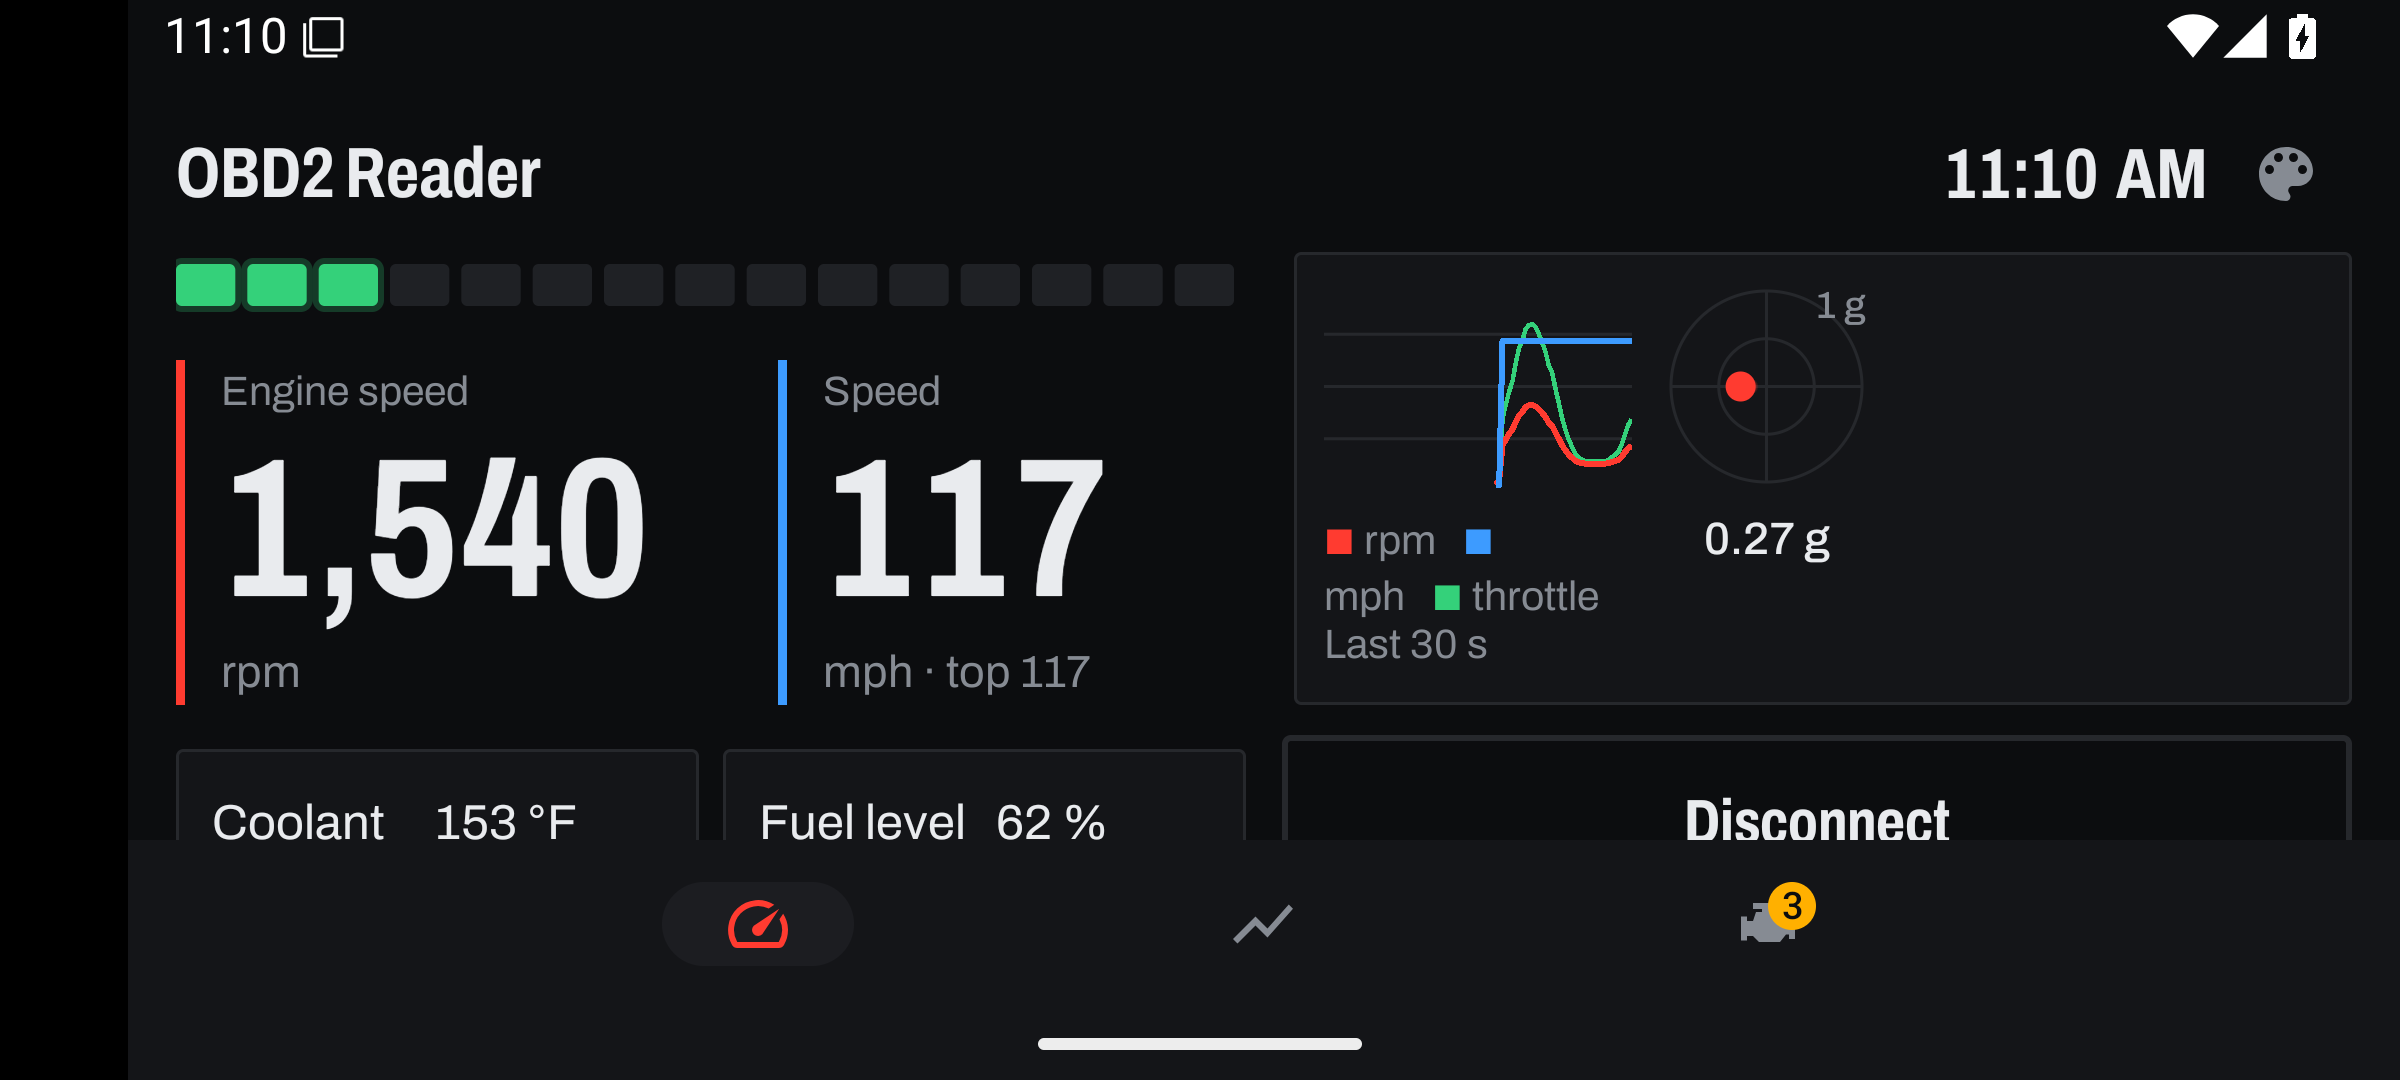 11:10
OBD2 Reader
11:10 AM
Engine speed
1,540
rpm
Speed
117
mph · top 117
1 g
0.27 g
rpm
mph throttle
Last 30 s
Coolant 153 °F
Fuel level 62 %
Disconnect
3